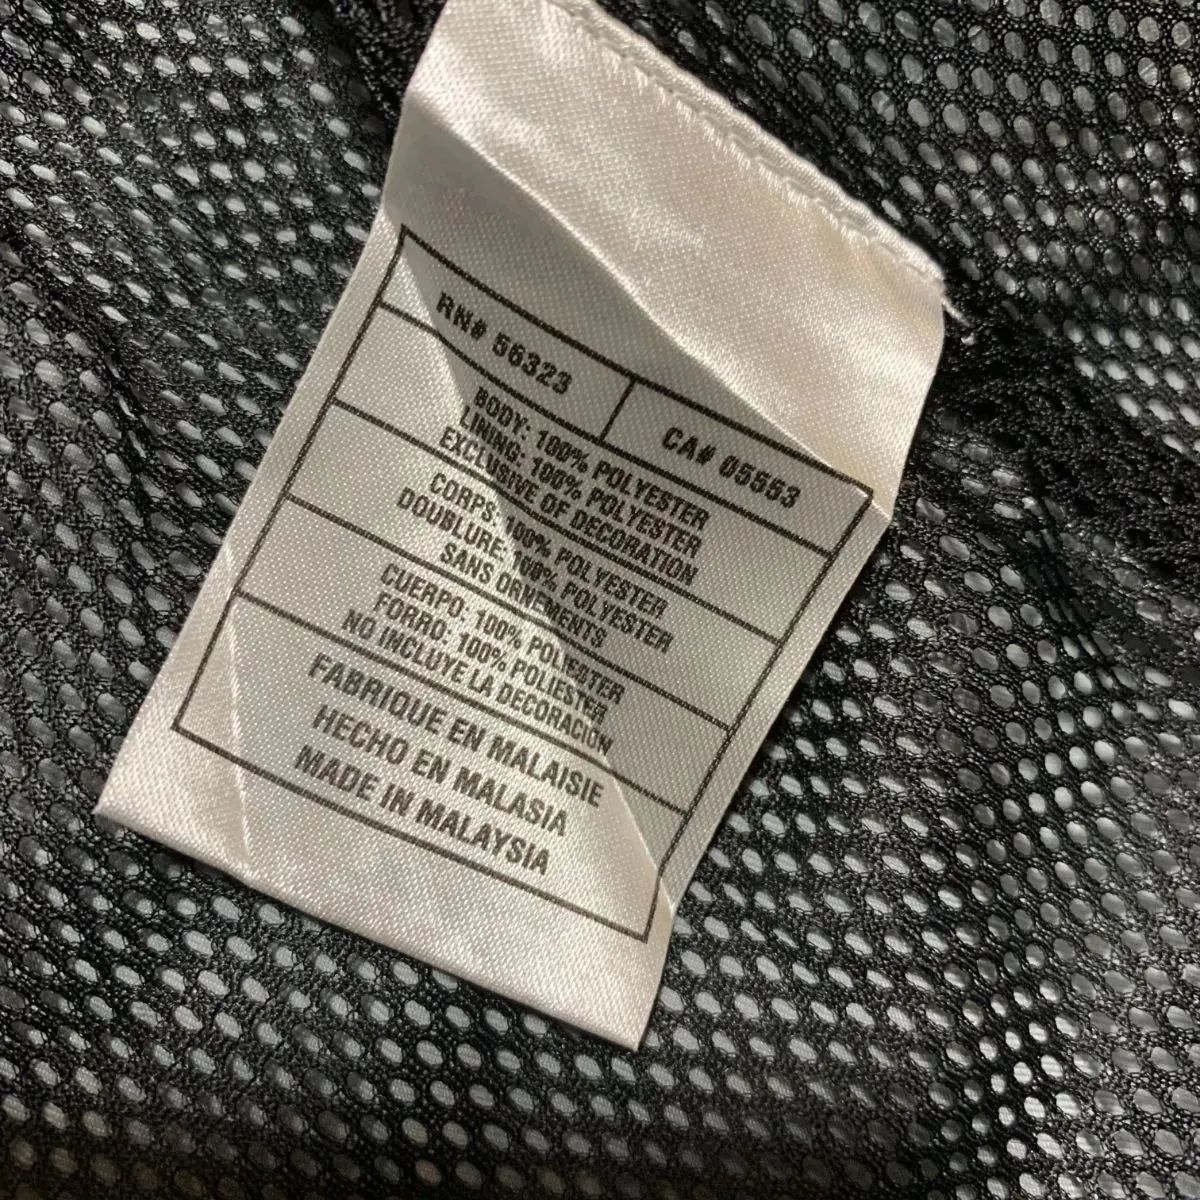 RN# 56323 CA# 05553
BODY: 100% POLYESTER
LINING: 100% POLYESTER
EXCLUSIVE OF DECORATION
CORPS: 100% POLYESTER
DOUBLURE: 100% POLYESTER
SANS ORNEMENTS
CUERPO: 100% POLIESTER
FORRO: 100% POLIESTER
NO INCLUYE LA DECORACIÓN
FABRIQUE EN MALAISIE
HECHO EN MALASIA
MADE IN MALAYSIA